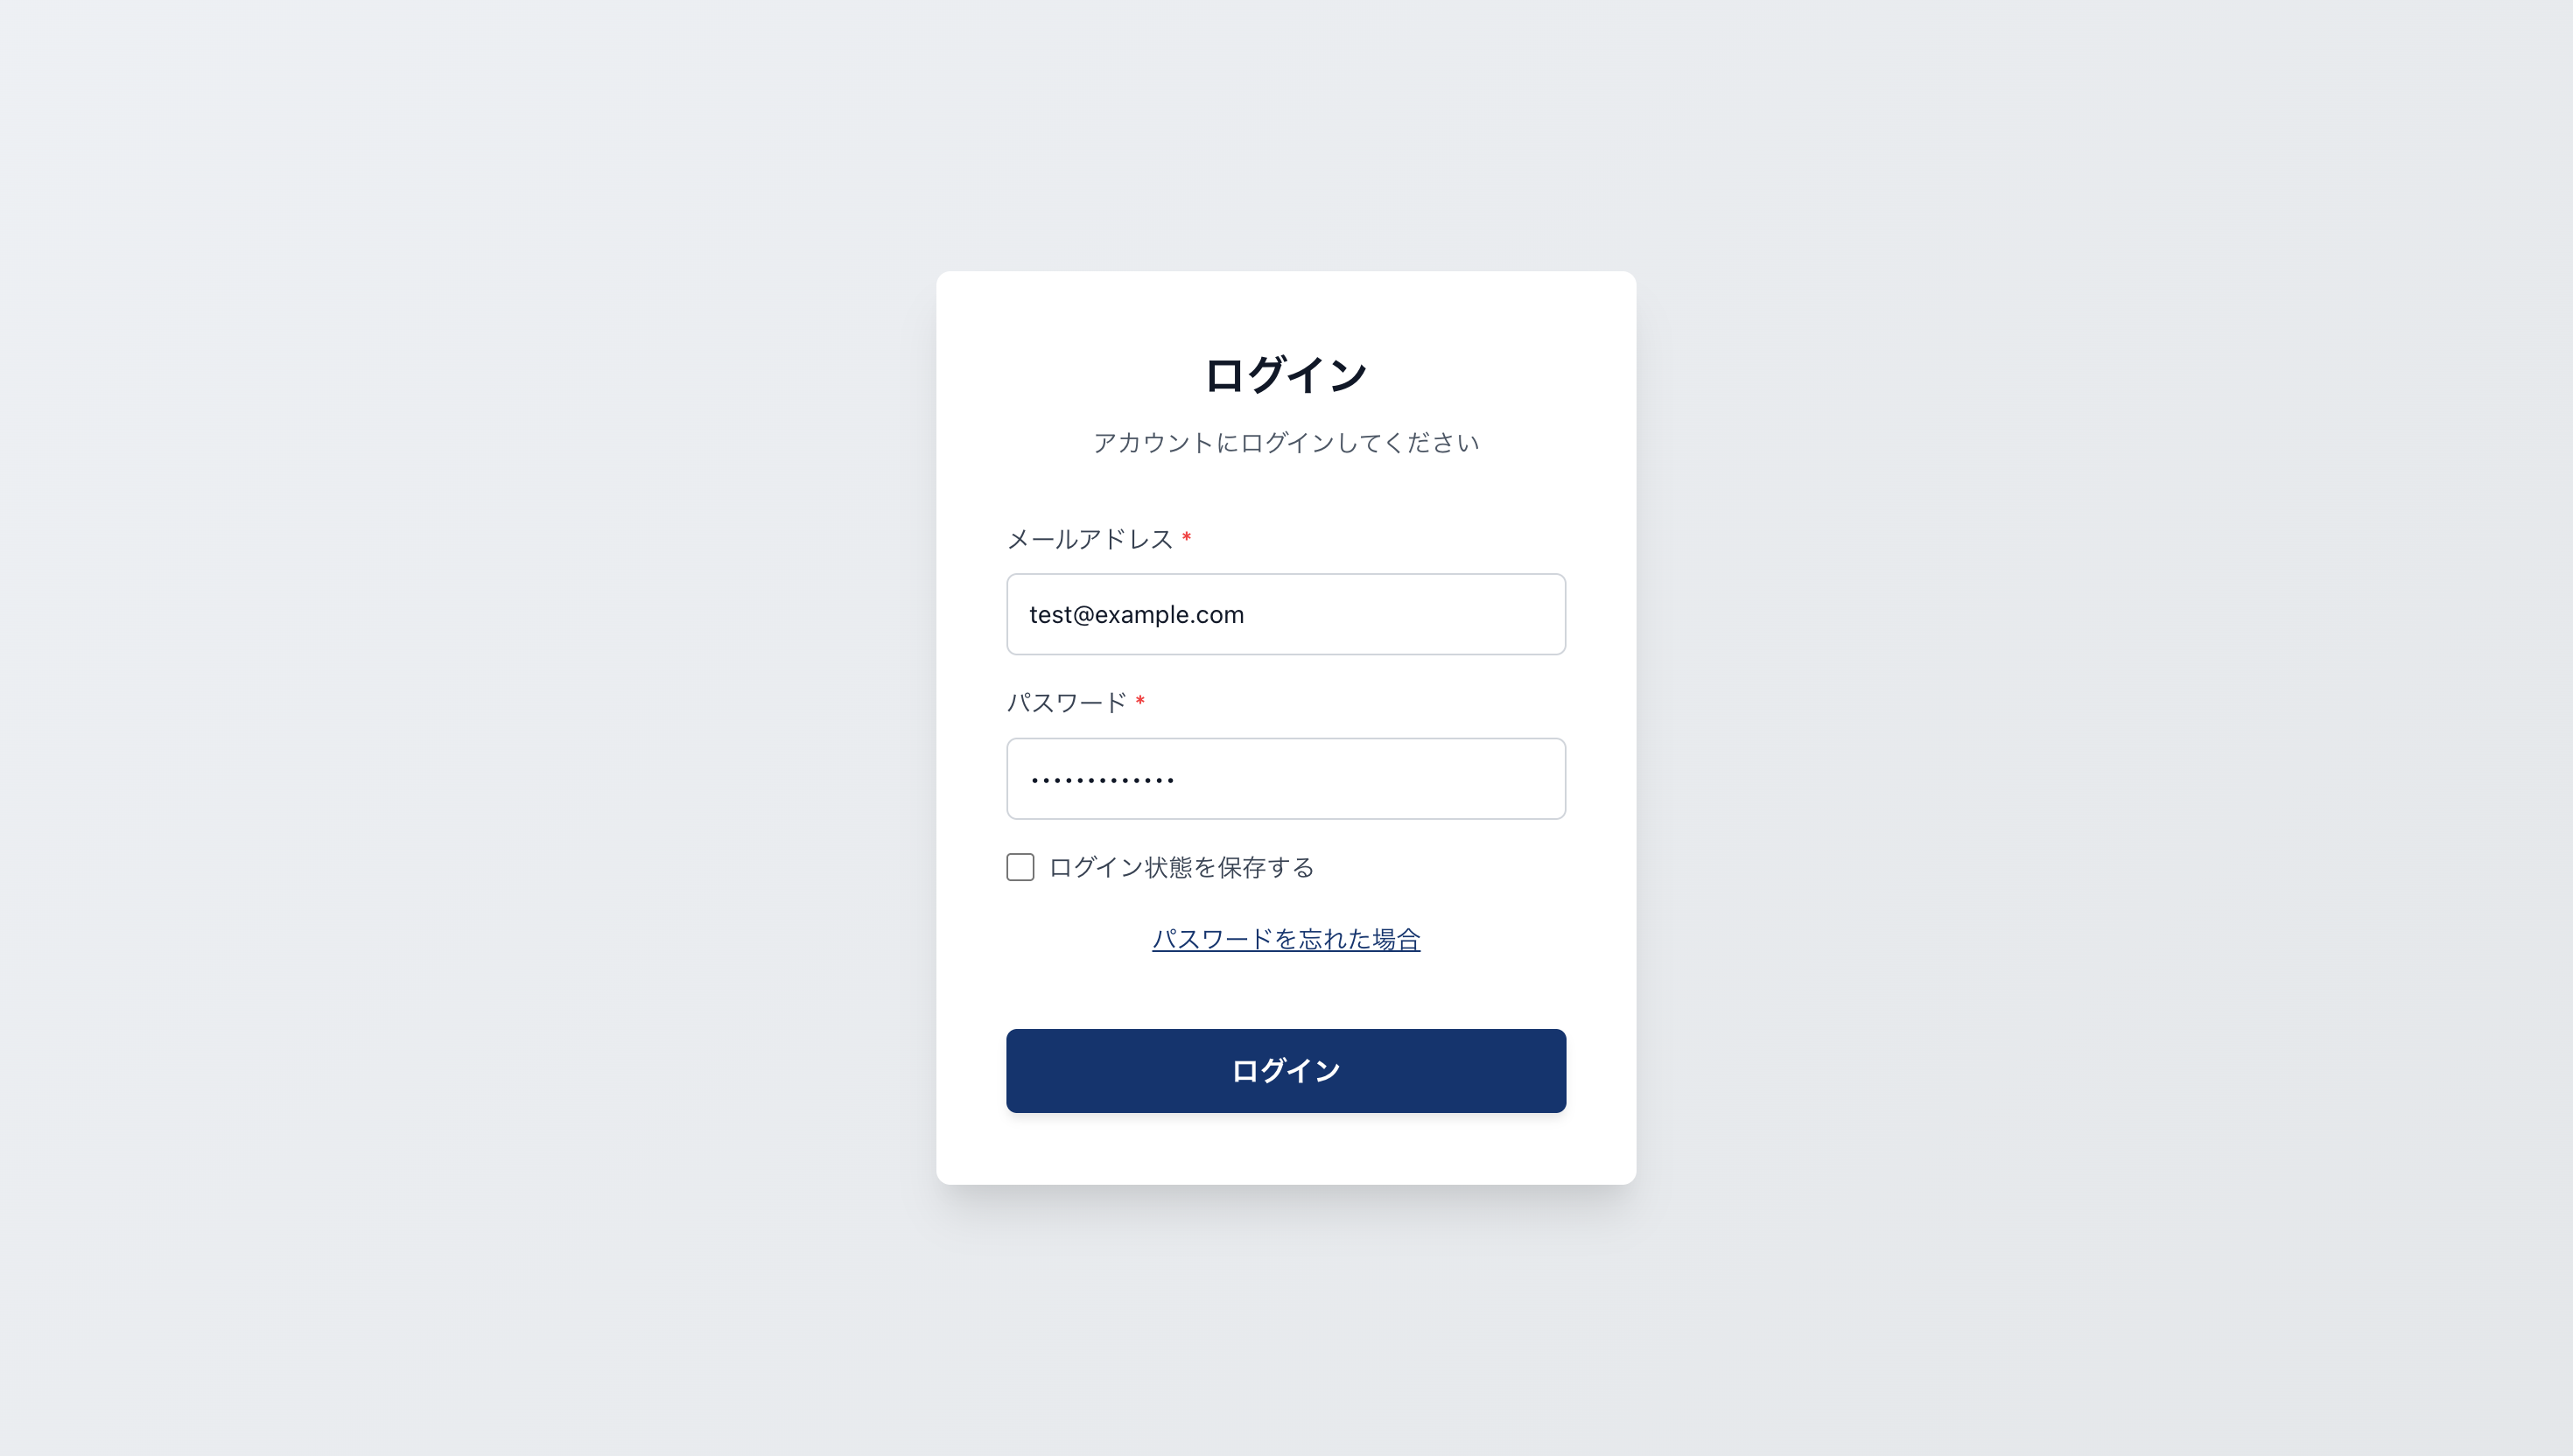 ログイン
アカウントにログインしてください
メールアドレス *
test@example.com
パスワード *
•••••••••••••
ログイン状態を保存する
パスワードを忘れた場合
ログイン